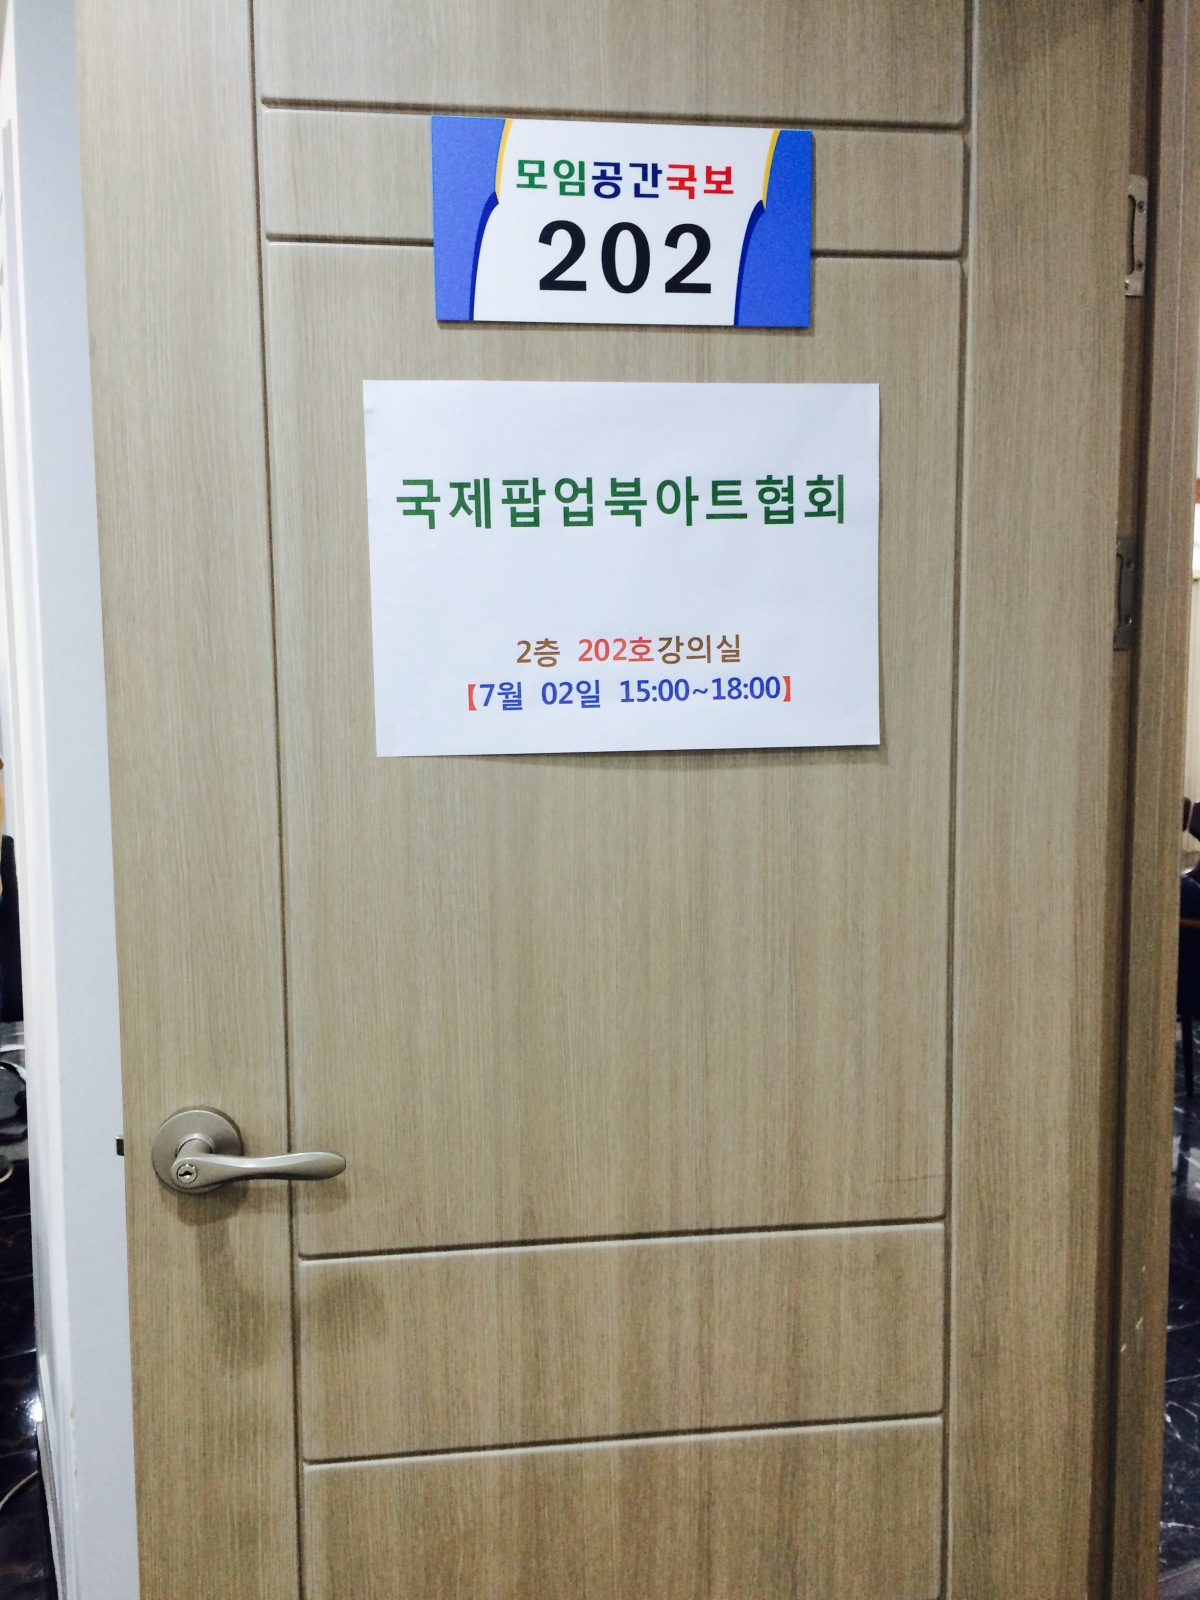 모임공간국보
202
국제팝업북아트협회
2층 202호강의실
【7월 02일 15:00~18:00】